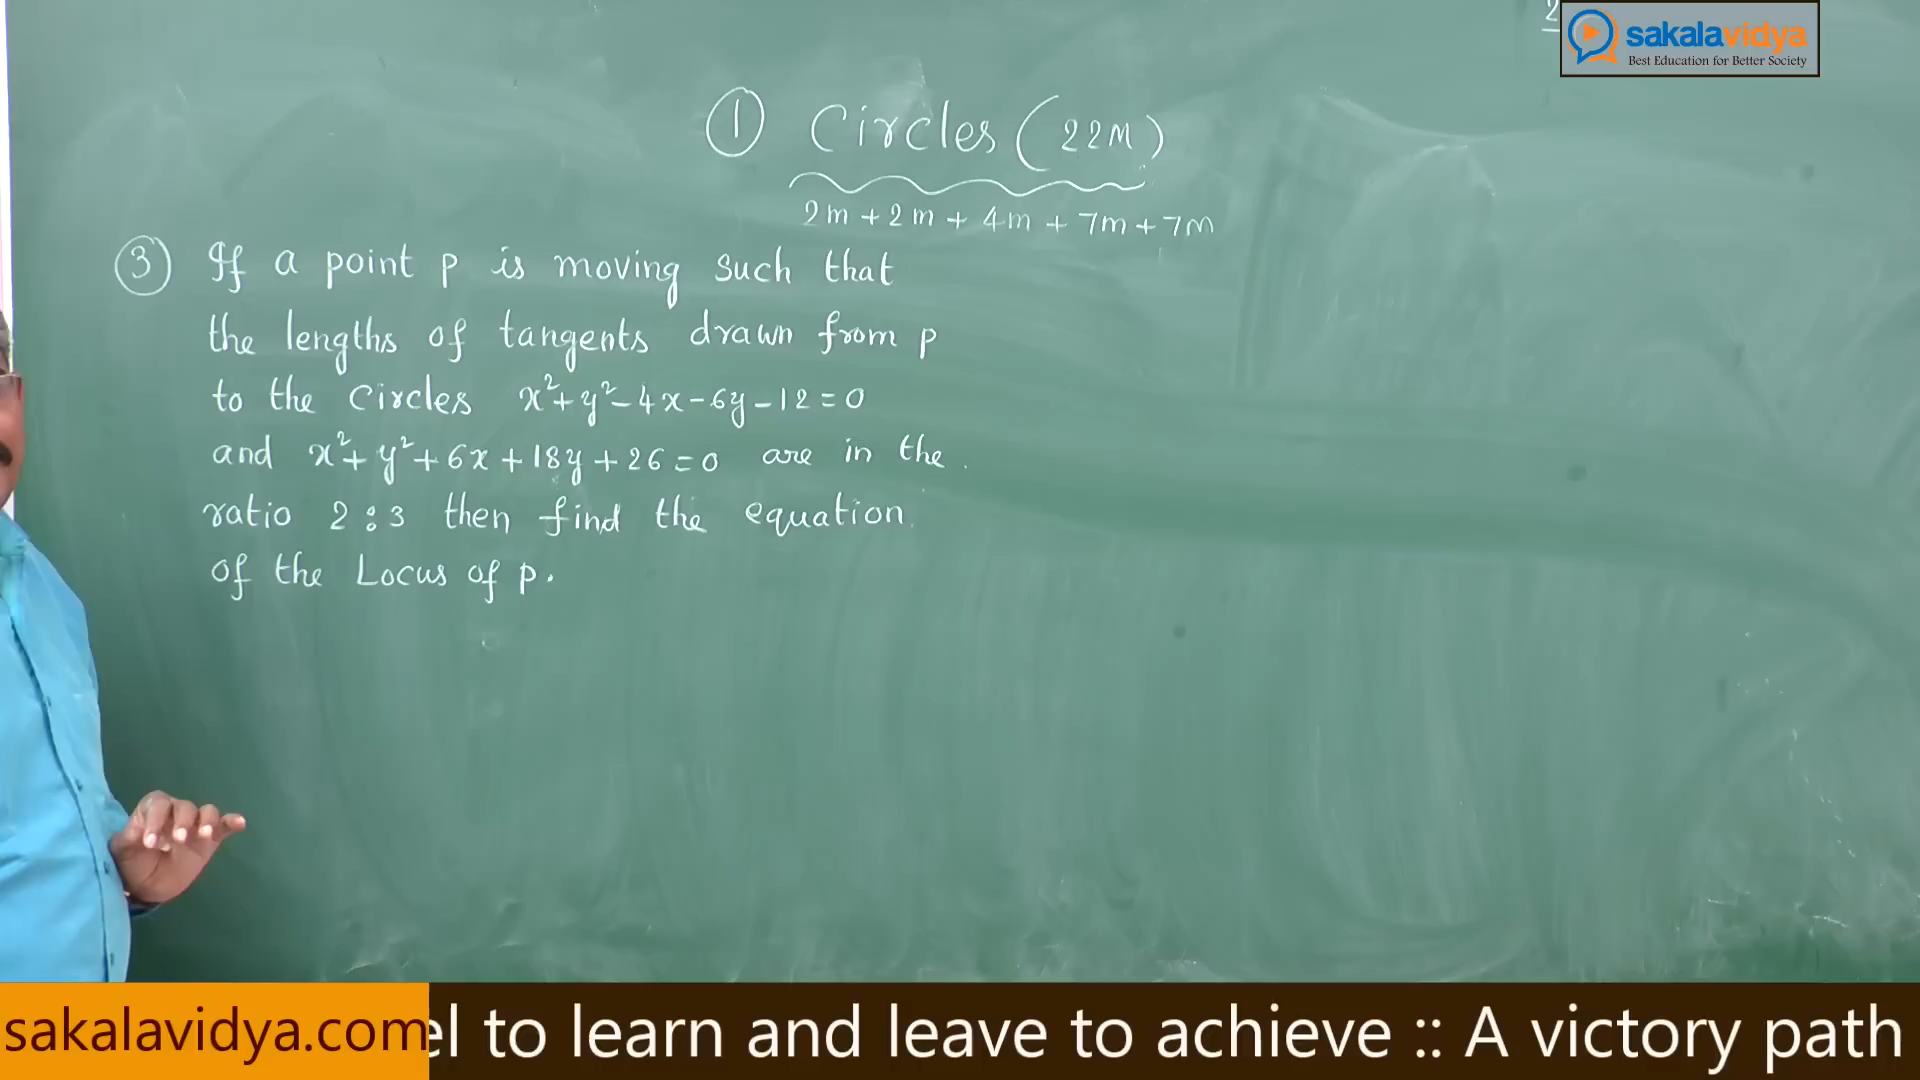 2
sakalavidya
Best Education for Better Society
① Circles (22M)
2m + 2m + 4m + 7m + 7m
③ If a point p is moving such that
the lengths of tangents drawn from p
to the Circles x²+y²-4x-6y-12=0
and x²+y²+6x+18y+26=0 are in the
ratio 2:3 then find the equation
of the Locus of p.
sakalavidya.com el to learn and leave to achieve :: A victory path